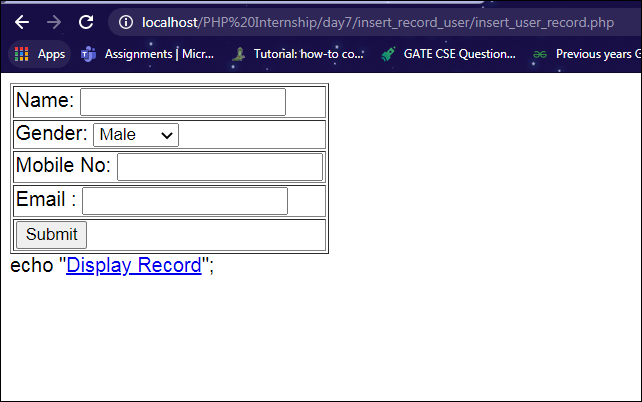 localhost/PHP%20Internship/day7/insert_record_user/insert_user_record.php
Apps Assignments | Micr... Tutorial: how-to co... GATE CSE Question... Previous years G
Name:
Gender: Male
Mobile No:
Email :
Submit
echo "Display Record";